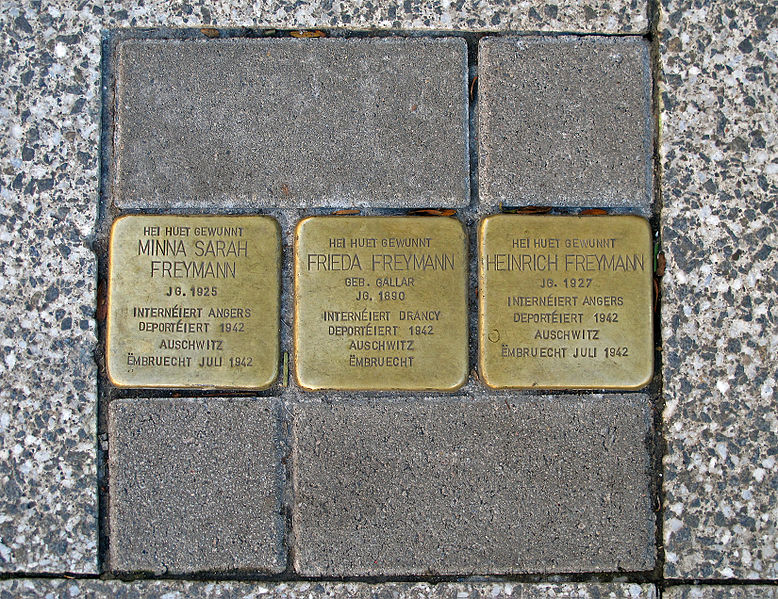 HEI HUET GEWUNNT
MINNA SARAH
FREYMANN
JG. 1925
INTERNÉIERT ANGERS
DEPORTÉIERT 1942
AUSCHWITZ
ËMBRUECHT JULI 1942
HEI HUET GEWUNNT
FRIEDA FREYMANN
GEB. GALLAR
JG. 1890
INTERNÉIERT DRANCY
DEPORTÉIERT 1942
AUSCHWITZ
ËMBRUECHT
HEI HUET GEWUNNT
HEINRICH FREYMANN
JG. 1927
INTERNÉIERT ANGERS
DEPORTÉIERT 1942
AUSCHWITZ
ËMBRUECHT JULI 1942